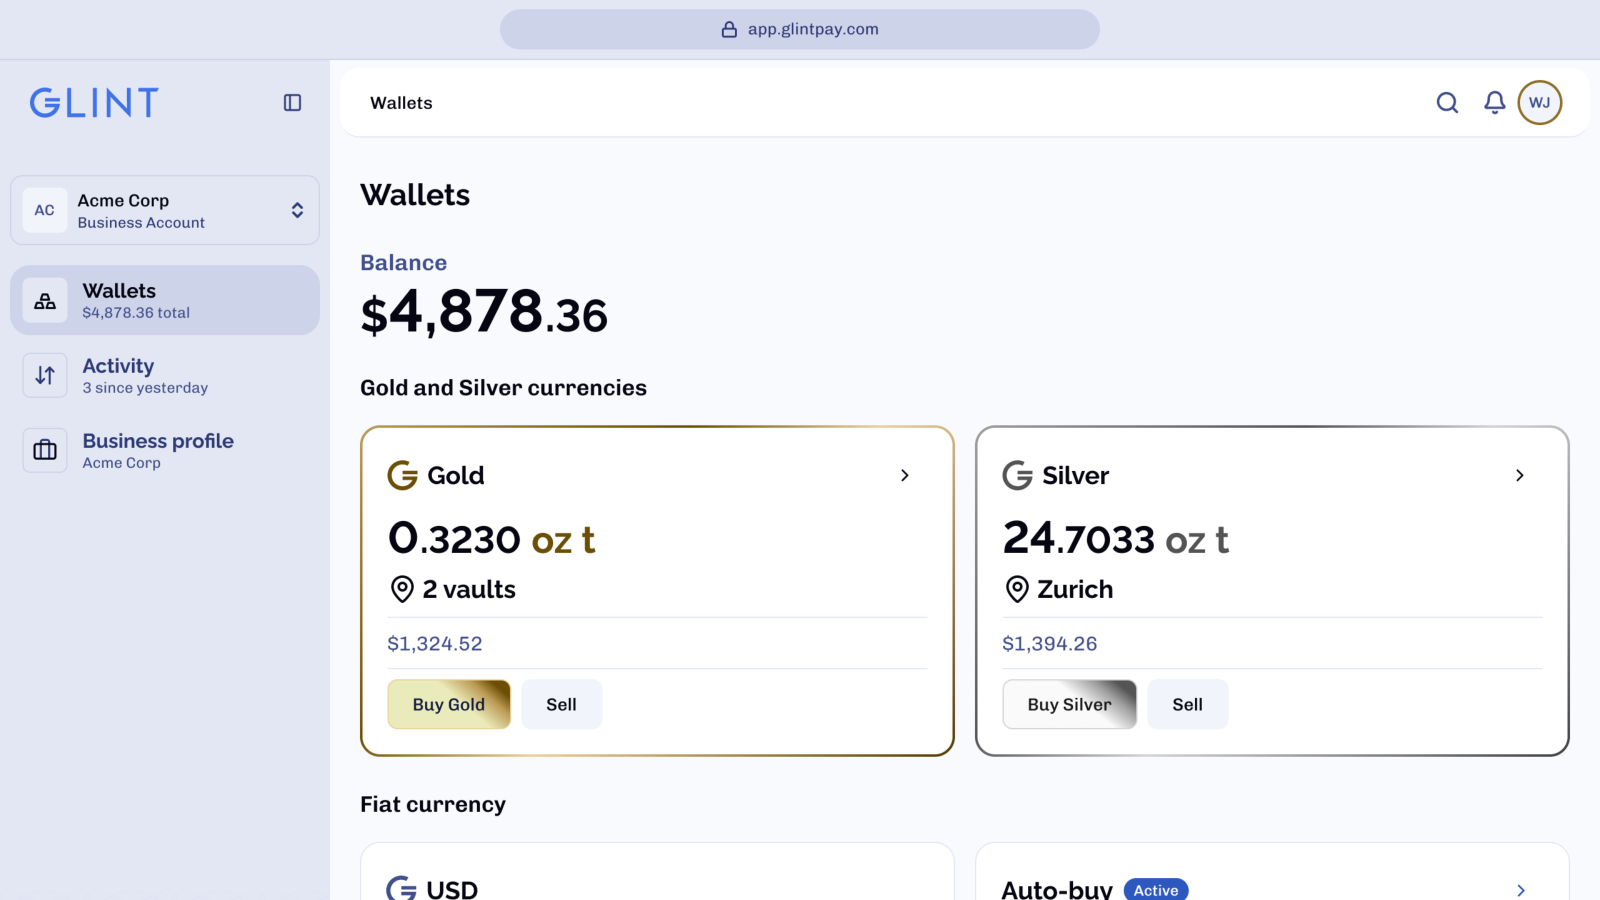 app.glintpay.com
GLINT
Wallets
WJ
AC
Acme Corp
Business Account
Wallets
$4,878.36 total
Activity
3 since yesterday
Business profile
Acme Corp
Wallets
Balance
$4,878.36
Gold and Silver currencies
Gold
0.3230 oz t
2 vaults
$1,324.52
Buy Gold
Sell
Silver
24.7033 oz t
Zurich
$1,394.26
Buy Silver
Sell
Fiat currency
USD
Auto-buy
Active